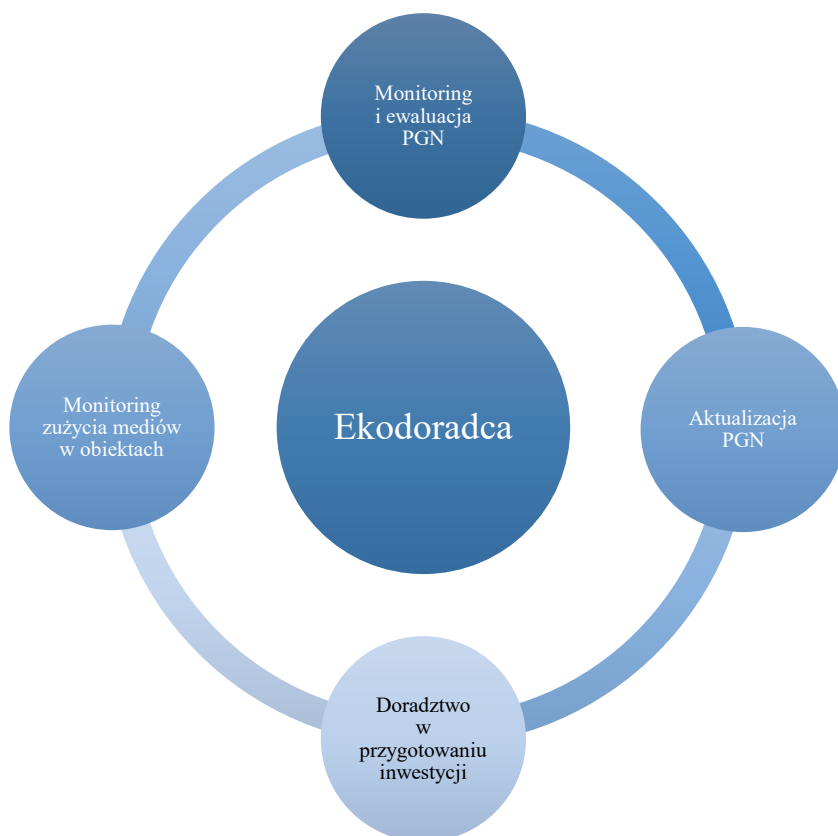 Monitoring
i ewaluacja
PGN
Monitoring
zużycia mediów
w obiektach
Ekodoradca
Aktualizacja
PGN
Doradztwo
w
przygotowaniu
inwestycji